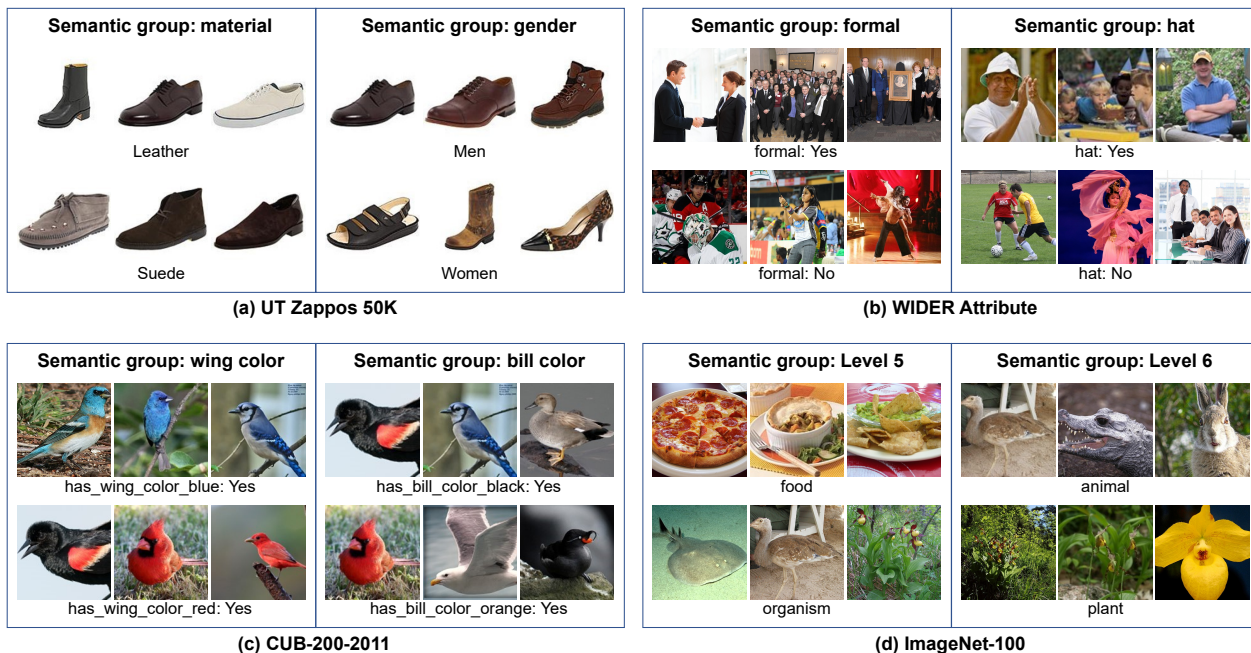 Semantic group: material
Leather
Suede
Semantic group: gender
Men
Women
(a) UT Zappos 50K
Semantic group: formal
formal: Yes
formal: No
Semantic group: hat
hat: Yes
hat: No
(b) WIDER Attribute
Semantic group: wing color
has_wing_color_blue: Yes
has_wing_color_red: Yes
Semantic group: bill color
has_bill_color_black: Yes
has_bill_color_orange: Yes
(c) CUB-200-2011
Semantic group: Level 5
food
organism
Semantic group: Level 6
animal
plant
(d) ImageNet-100